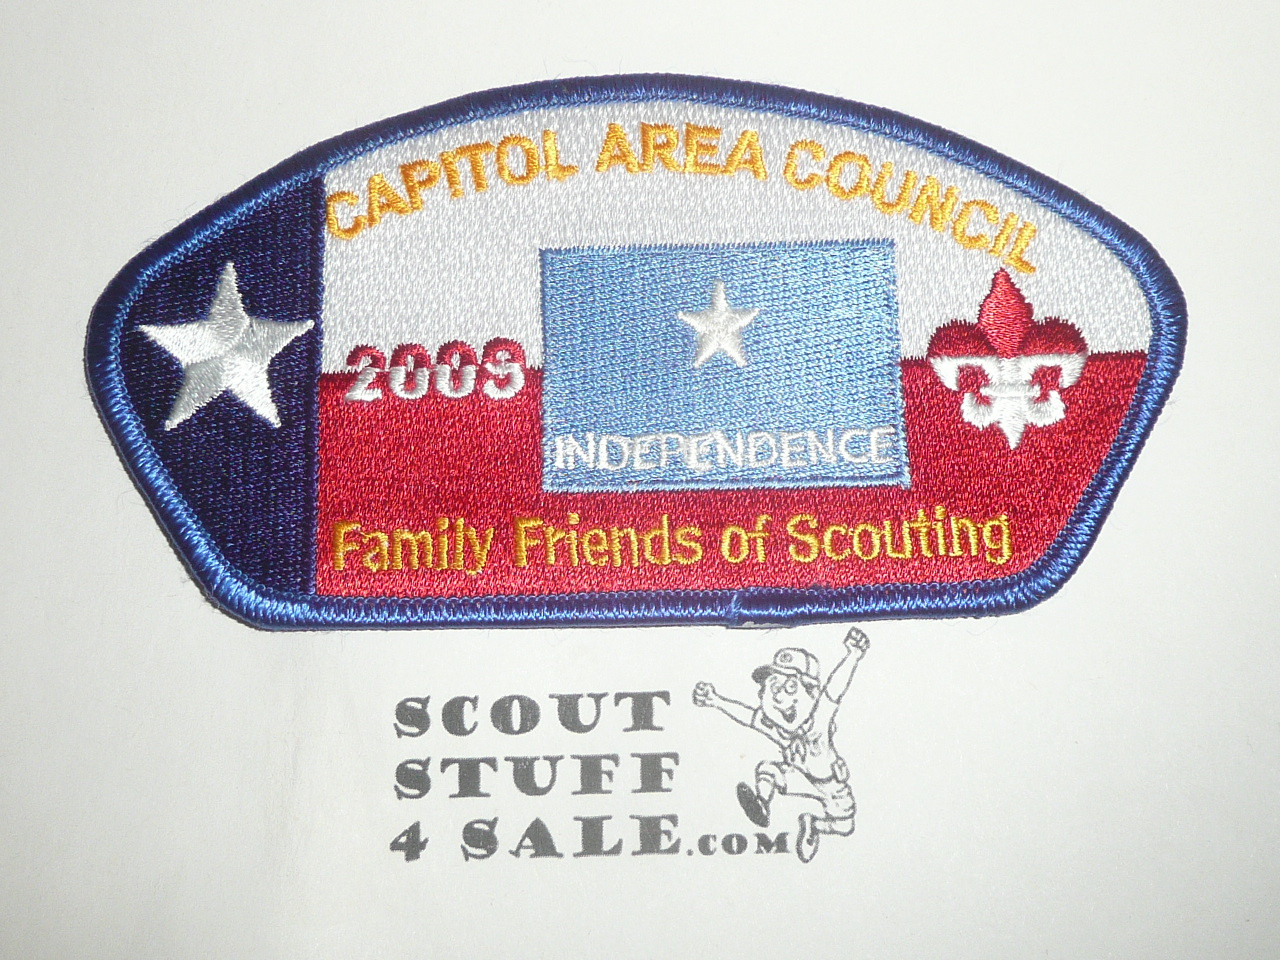 CAPITOL AREA COUNCIL
2009
INDEPENDENCE
Family Friends of Scouting
SCOUT
STUFF
4 SALE.COM